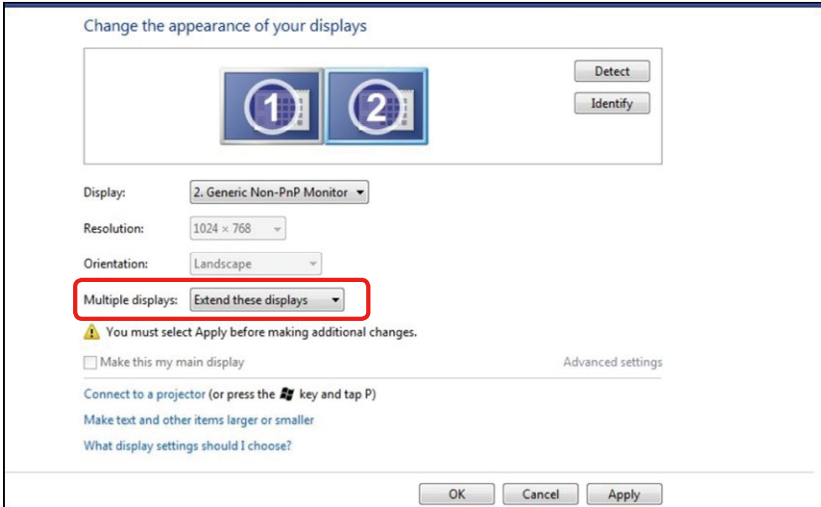 Change the appearance of your displays
1
2
Detect
Identify
Display: 2. Generic Non-PnP Monitor
Resolution: 1024 × 768
Orientation: Landscape
Multiple displays: Extend these displays
You must select Apply before making additional changes.
Make this my main display Advanced settings
Connect to a projector (or press the key and tap P)
Make text and other items larger or smaller
What display settings should I choose?
OK Cancel Apply